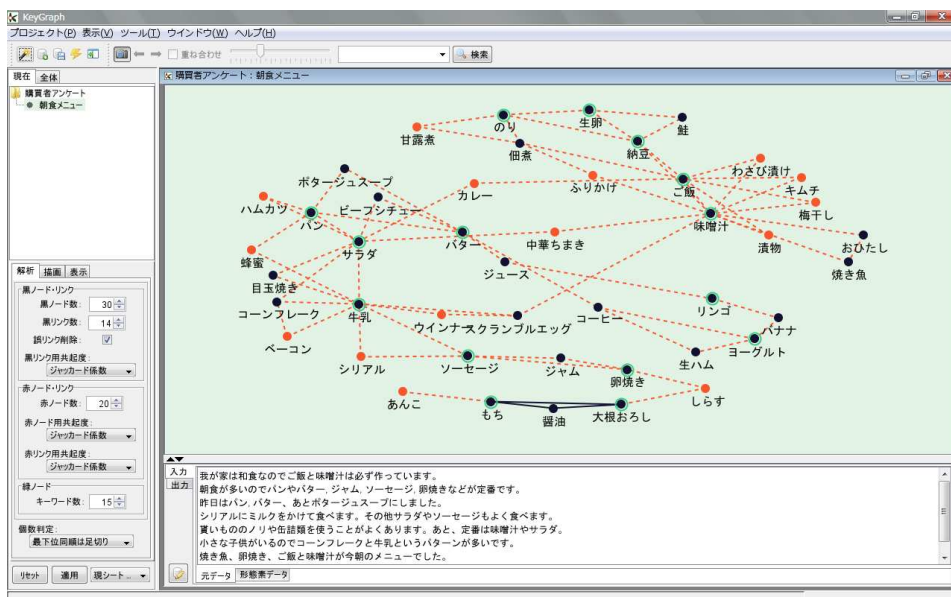 KeyGraph
プロジェクト(P) 表示(V) ツール(T) ウインドウ(W) ヘルプ(H)
重ね合わせ 検索
現在 全体
購買者アンケート
朝食メニュー
購買者アンケート：朝食メニュー
のり
生卵
鮭
甘露煮
佃煮
納豆
わさび漬け
ポタージュスープ
カレー
ふりかけ
ご飯
キムチ
ハムカツ
ビーフシチュー
梅干し
パン
味噌汁
サラダ
バター
中華ちまき
漬物
おひたし
蜂蜜
ジュース
焼き魚
目玉焼き
コーンフレーク
牛乳
ウインナー
スクランブルエッグ
コーヒー
リンゴ
バナナ
ベーコン
ヨーグルト
生ハム
シリアル
ソーセージ
ジャム
卵焼き
あんこ
もち
醤油
大根おろし
しらす
解析 描画 表示
黒ノード・リンク
黒ノード数： 30
黒リンク数： 14
誤リンク削除：
黒リンク用共起度：
ジャッカード係数
赤ノード・リンク
赤ノード数： 20
赤ノード用共起度：
ジャッカード係数
赤リンク用共起度：
ジャッカード係数
緑ノード
キーワード数： 15
個数判定：
最下位同順は足切り
リセット 適用 現シート..
入力
出力
我が家は和食なのでご飯と味噌汁は必ず作っています。
朝食が多いのでパンやバター, ジャム, ソーセージ, 卵焼きなどが定番です。
昨日はパン, バター、あとポタージュスープにしました。
シリアルにミルクをかけて食べます。その他サラダやソーセージもよく食べます。
貰いもののノリや缶詰類を使うことがよくあります。あと、定番は味噌汁やサラダ。
小さな子供がいるのでコーンフレークと牛乳というパターンが多いです。
焼き魚、卵焼き、ご飯と味噌汁が今朝のメニューでした。
元データ 形態素データ